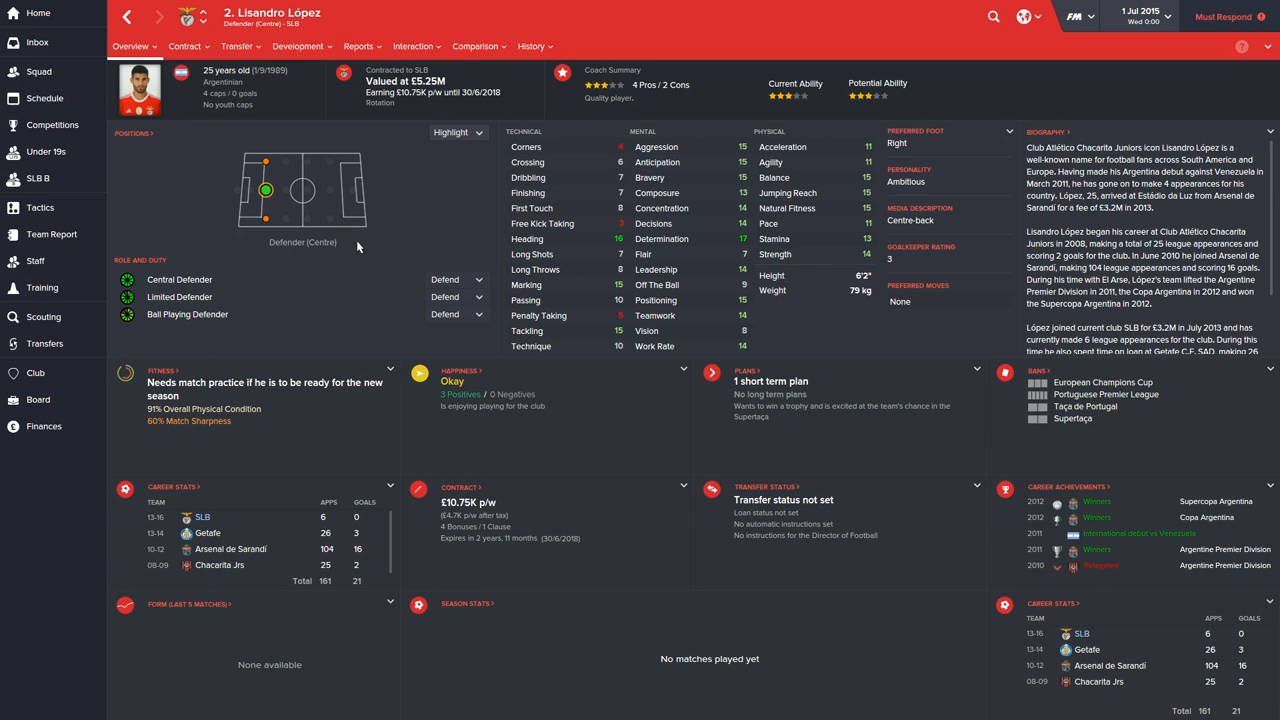 Home
Inbox
Squad
Schedule
Competitions
Under 19s
SLB B
Tactics
Team Report
Staff
Training
Scouting
Transfers
Club
Board
Finances
2. Lisandro López
Defender (Centre) - SLB
FM
1 Jul 2015
Wed 0:00
Must Respond
Overview
Contract
Transfer
Development
Reports
Interaction
Comparison
History
25 years old (1/9/1989)
Argentinian
4 caps / 0 goals
No youth caps
Contracted to SLB
Valued at £5.25M
Earning £10.75K p/w until 30/6/2018
Rotation
Coach Summary
4 Pros / 2 Cons
Quality player.
Current Ability
Potential Ability
POSITIONS >
Highlight
Defender (Centre)
ROLE AND DUTY
Central Defender Defend
Limited Defender Defend
Ball Playing Defender Defend
TECHNICAL
Corners 4
Crossing 6
Dribbling 7
Finishing 7
First Touch 8
Free Kick Taking 3
Heading 16
Long Shots 7
Long Throws 8
Marking 15
Passing 10
Penalty Taking 5
Tackling 15
Technique 10
MENTAL
Aggression 15
Anticipation 15
Bravery 15
Composure 13
Concentration 14
Decisions 14
Determination 17
Flair 7
Leadership 14
Off The Ball 9
Positioning 15
Teamwork 14
Vision 8
Work Rate 14
PHYSICAL
Acceleration 11
Agility 11
Balance 15
Jumping Reach 15
Natural Fitness 15
Pace 11
Stamina 13
Strength 14
Height 6'2"
Weight 79 kg
PREFERRED FOOT
Right
PERSONALITY
Ambitious
MEDIA DESCRIPTION
Centre-back
GOALKEEPER RATING
3
PREFERRED MOVES
None
BIOGRAPHY >
Club Atlético Chacarita Juniors icon Lisandro López is a
well-known name for football fans across South America and
Europe. Having made his Argentine debut against Venezuela in
March 2011, he has gone on to make 4 appearances for his
country. López, 25, arrived at Estádio da Luz from Arsenal de
Sarandí for a fee of £3.2M in 2013.
López began his career at Club Atlético Chacarita
Juniors in 2008, making a total of 25 league appearances and
scoring 2 goals for the club. In June 2010 he joined Arsenal de
Sarandí, making 104 league appearances and scoring 16 goals.
During his time with El Arse, López's team lifted the Argentine
Premier Division in 2011, the Copa Argentina in 2012 and won
the Supercopa Argentina in 2012.
López joined current club SLB for £3.2M in July 2013 and has
currently made 6 league appearances for the club. During this
time he also spent time on loan at Getafe C.F. SAD, making 26
FITNESS >
Needs match practice if he is to be ready for the new
season
91% Overall Physical Condition
60% Match Sharpness
HAPPINESS >
Okay
3 Positives / 0 Negatives
Is enjoying playing for the club
PLANS >
1 short term plan
No long term plans
Wants to win a trophy and is excited at the team's chance in the
Supertaça
BANS >
European Champions Cup
Portuguese Premier League
Taça de Portugal
Supertaça
CAREER STATS >
TEAM APPS GOALS
13-16 SLB 6 0
13-14 Getafe 26 3
10-12 Arsenal de Sarandí 104 16
08-09 Chacarita Jrs 25 2
Total 161 21
CONTRACT >
£10.75K p/w
(£4.7K p/w after tax)
4 Bonuses / 1 Clause
Expires in 2 years, 11 months (30/6/2018)
TRANSFER STATUS >
Transfer status not set
Loan status not set
No automatic instructions set
No instructions for the Director of Football
CAREER ACHIEVEMENTS >
2012 Winners Supercopa Argentina
2012 Winners Copa Argentina
2011 International debut vs Venezuela
2011 Winners Argentine Premier Division
2010 Relegated Argentine Premier Division
FORM (LAST 5 MATCHES) >
None available
SEASON STATS >
No matches played yet
CAREER STATS >
TEAM APPS GOALS
13-16 SLB 6 0
13-14 Getafe 26 3
10-12 Arsenal de Sarandí 104 16
08-09 Chacarita Jrs 25 2
Total 161 21